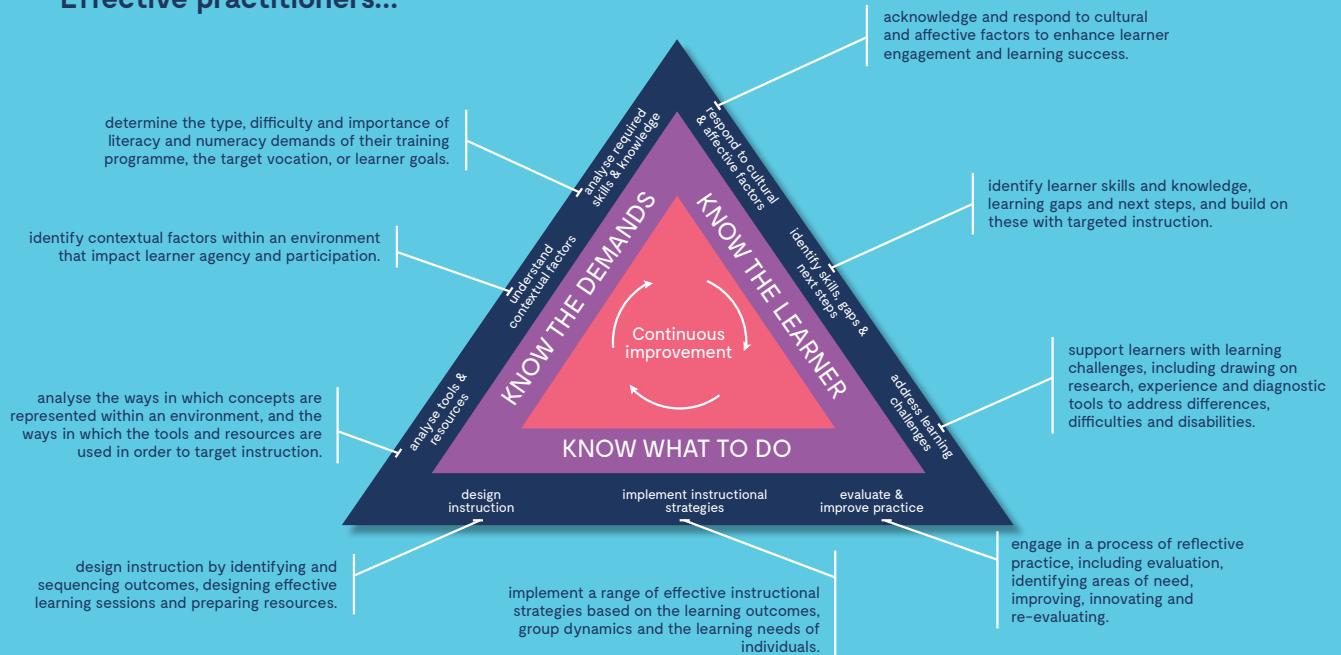 Effective practitioners...
acknowledge and respond to cultural
and affective factors to enhance learner
engagement and learning success.
determine the type, difficulty and importance of
literacy and numeracy demands of their training
programme, the target vocation, or learner goals.
identify learner skills and knowledge,
learning gaps and next steps, and build on
these with targeted instruction.
identify contextual factors within an environment
that impact learner agency and participation.
support learners with learning
challenges, including drawing on
research, experience and diagnostic
tools to address differences,
difficulties and disabilities.
analyse the ways in which concepts are
represented within an environment, and the
ways in which the tools and resources are
used in order to target instruction.
analyse required
skills & knowledge
understand
contextual factors
analyse tools &
resources
KNOW THE DEMANDS
respond to cultural
& affective factors
identify skills, gaps &
next steps
address learning
challenges
KNOW THE LEARNER
Continuous
improvement
KNOW WHAT TO DO
design
instruction
implement instructional
strategies
evaluate &
improve practice
design instruction by identifying and
sequencing outcomes, designing effective
learning sessions and preparing resources.
implement a range of effective instructional
strategies based on the learning outcomes,
group dynamics and the learning needs of
individuals.
engage in a process of reflective
practice, including evaluation,
identifying areas of need,
improving, innovating and
re-evaluating.